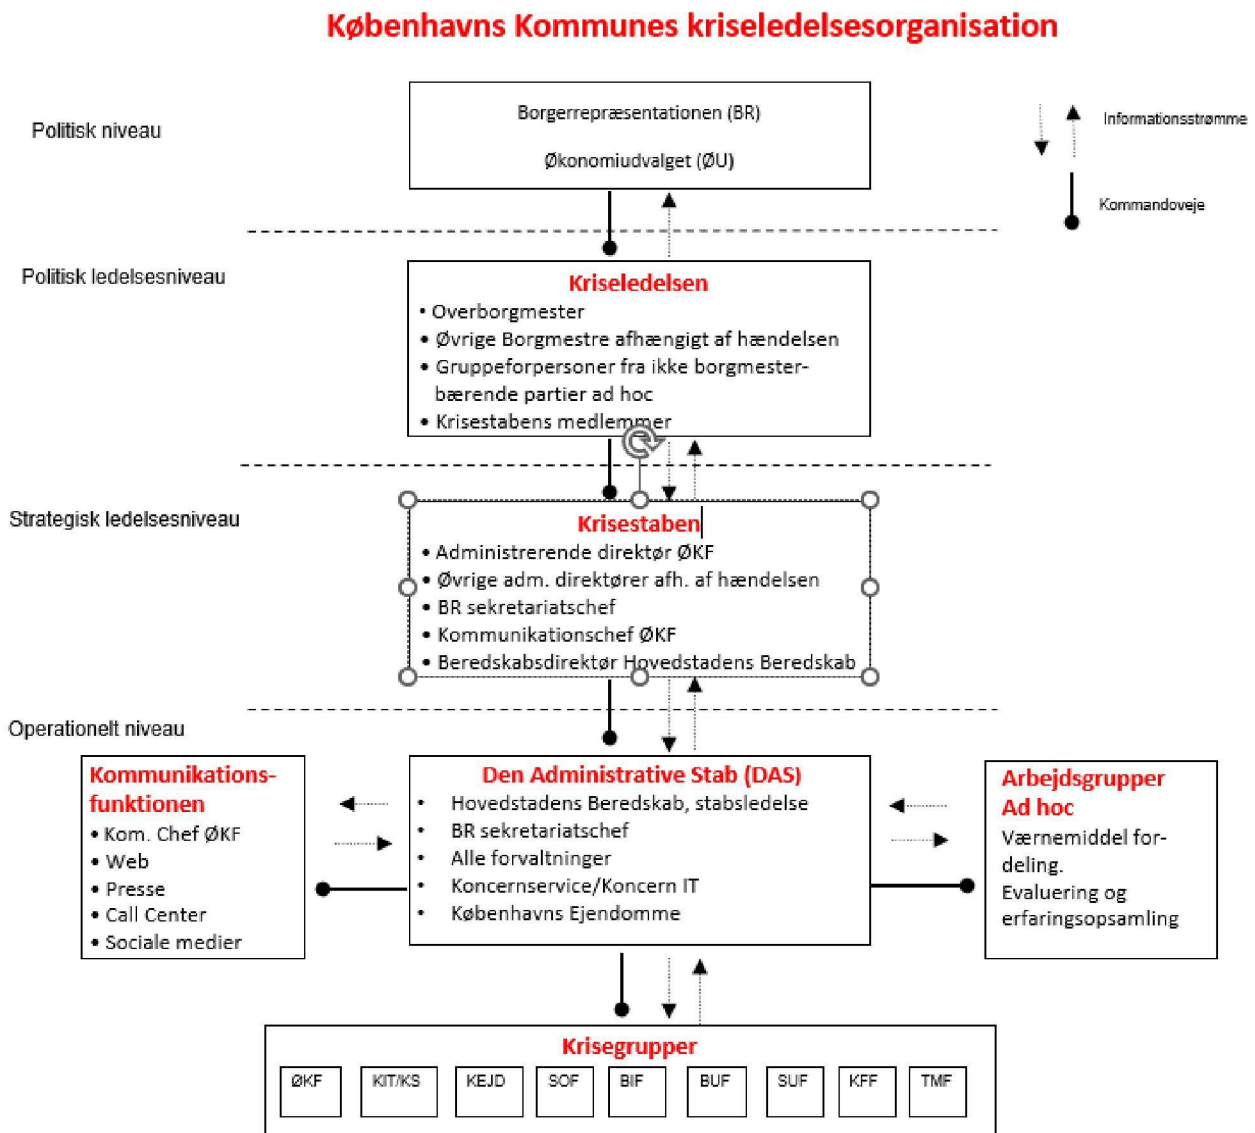 Københavns Kommunes kriseledelsesorganisation
Politisk niveau
Borgerrepræsentationen (BR)
Økonomiudvalget (ØU)
Informationsstrømme
Kommandoveje
Politisk ledelsesniveau
Kriseledelsen
• Overborgmester
• Øvrige Borgmestre afhængigt af hændelsen
• Gruppeforpersoner fra ikke borgmester-
bærende partier ad hoc
• Krisestabens medlemmer
Strategisk ledelsesniveau
Krisestaben
• Administrerende direktør ØKF
• Øvrige adm. direktører afh. af hændelsen
• BR sekretariatschef
• Kommunikationschef ØKF
• Beredskabsdirektør Hovedstadens Beredskab
Operationelt niveau
Kommunikations-
funktionen
• Kom. Chef ØKF
• Web
• Presse
• Call Center
• Sociale medier
Den Administrative Stab (DAS)
• Hovedstadens Beredskab, stabsledelse
• BR sekretariatschef
• Alle forvaltninger
• Koncernservice/Koncern IT
• Københavns Ejendomme
Arbejdsgrupper
Ad hoc
Værnemiddel for-
deling.
Evaluering og
erfaringsopsamling
Krisegrupper
ØKF KIT/KS KEJD SOF BIF BUF SUF KFF TMF